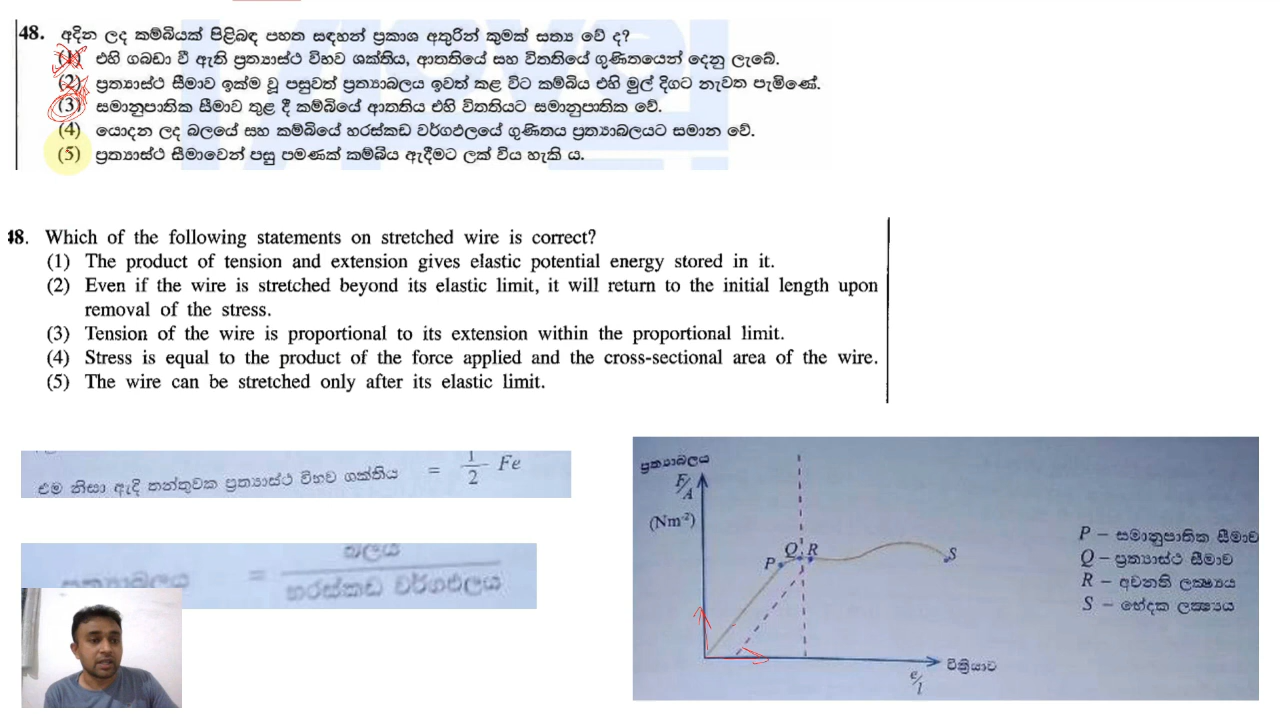 48. අදින ලද කම්බියක් පිළිබඳ පහත සඳහන් ප්‍රකාශ අතුරින් කුමක් සත්‍ය වේ ද?
(1) එහි ගබඩා වී ඇති ප්‍රත්‍යාස්ථ විභව ශක්තිය, ආතතියේ සහ විතතියේ ගුණිතයෙන් දෙනු ලැබේ.
(2) ප්‍රත්‍යාස්ථ සීමාව ඉක්ම වූ පසුවත් ප්‍රත්‍යාබලය ඉවත් කළ විට කම්බිය එහි මුල් දිගට නැවත පැමිණේ.
(3) සමානුපාතික සීමාව තුළ දී කම්බියේ ආතතිය එහි විතතියට සමානුපාතික වේ.
(4) යොදන ලද බලයේ සහ කම්බියේ හරස්කඩ වර්ගඵලයේ ගුණිතය ප්‍රත්‍යාබලයට සමාන වේ.
(5) ප්‍රත්‍යාස්ථ සීමාවෙන් පසු පමණක් කම්බිය ඇදීමට ලක් විය හැකි ය.
48. Which of the following statements on stretched wire is correct?
(1) The product of tension and extension gives elastic potential energy stored in it.
(2) Even if the wire is stretched beyond its elastic limit, it will return to the initial length upon
removal of the stress.
(3) Tension of the wire is proportional to its extension within the proportional limit.
(4) Stress is equal to the product of the force applied and the cross-sectional area of the wire.
(5) The wire can be stretched only after its elastic limit.
එම නිසා ඇදි තන්තුවක ප්‍රත්‍යාස්ථ විභව ශක්තිය = 1/2 Fe
ප්‍රත්‍යාබලය = බලය / හරස්කඩ වර්ගඵලය
ප්‍රත්‍යාබලය
F/A
(Nm⁻²)
P Q R S
වික්‍රියාව
e/l
P – සමානුපාතික සීමාව
Q – ප්‍රත්‍යාස්ථ සීමාව
R – අවනති ලක්ෂ්‍යය
S – භේදක ලක්ෂ්‍යය